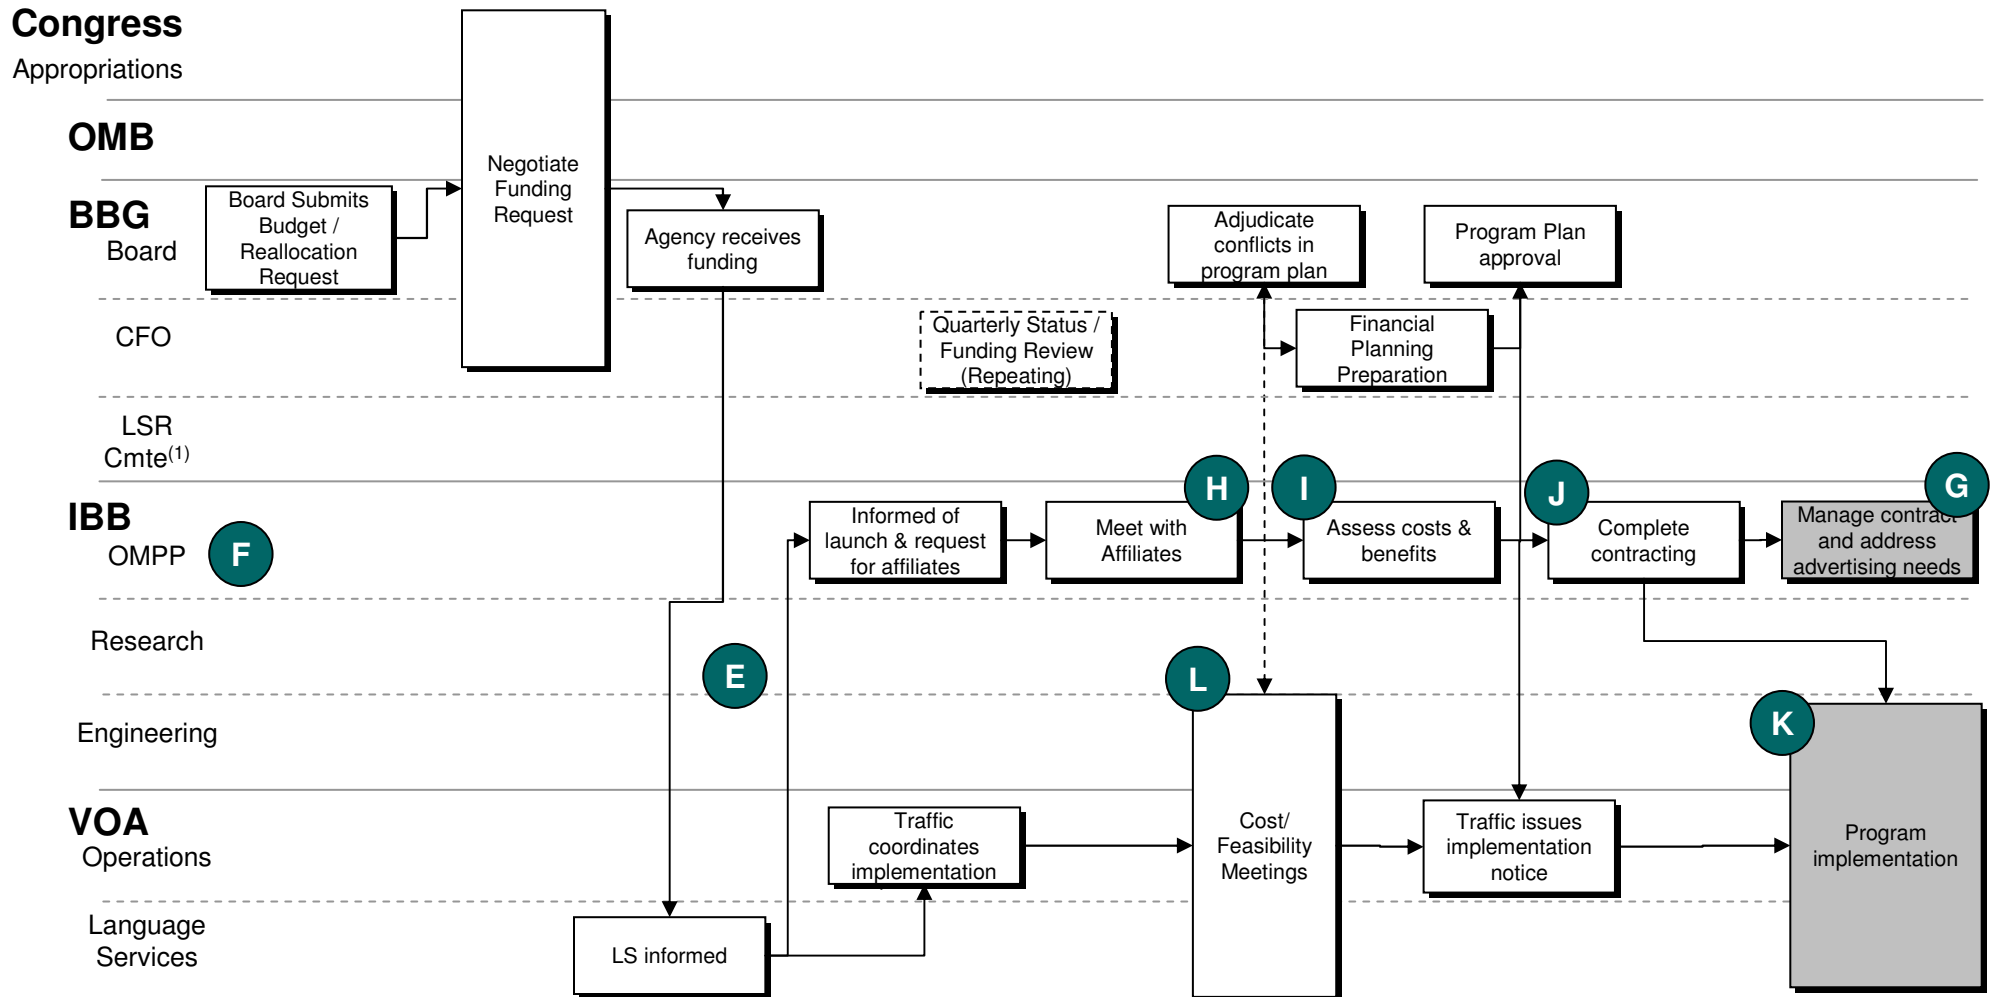 Congress
Appropriations
OMB
Negotiate
Funding
Request
BBG
Board
Board Submits
Budget /
Reallocation
Request
Agency receives
funding
Adjudicate
conflicts in
program plan
Program Plan
approval
CFO
Quarterly Status /
Funding Review
(Repeating)
Financial
Planning
Preparation
LSR
Cmte(1)
H
I
J
G
IBB
OMPP
F
Informed of
launch & request
for affiliates
Meet with
Affiliates
Assess costs &
benefits
Complete
contracting
Manage contract
and address
advertising needs
Research
E
L
Engineering
K
VOA
Operations
Traffic
coordinates
implementation
Cost/
Feasibility
Meetings
Traffic issues
implementation
notice
Program
implementation
Language
Services
LS informed